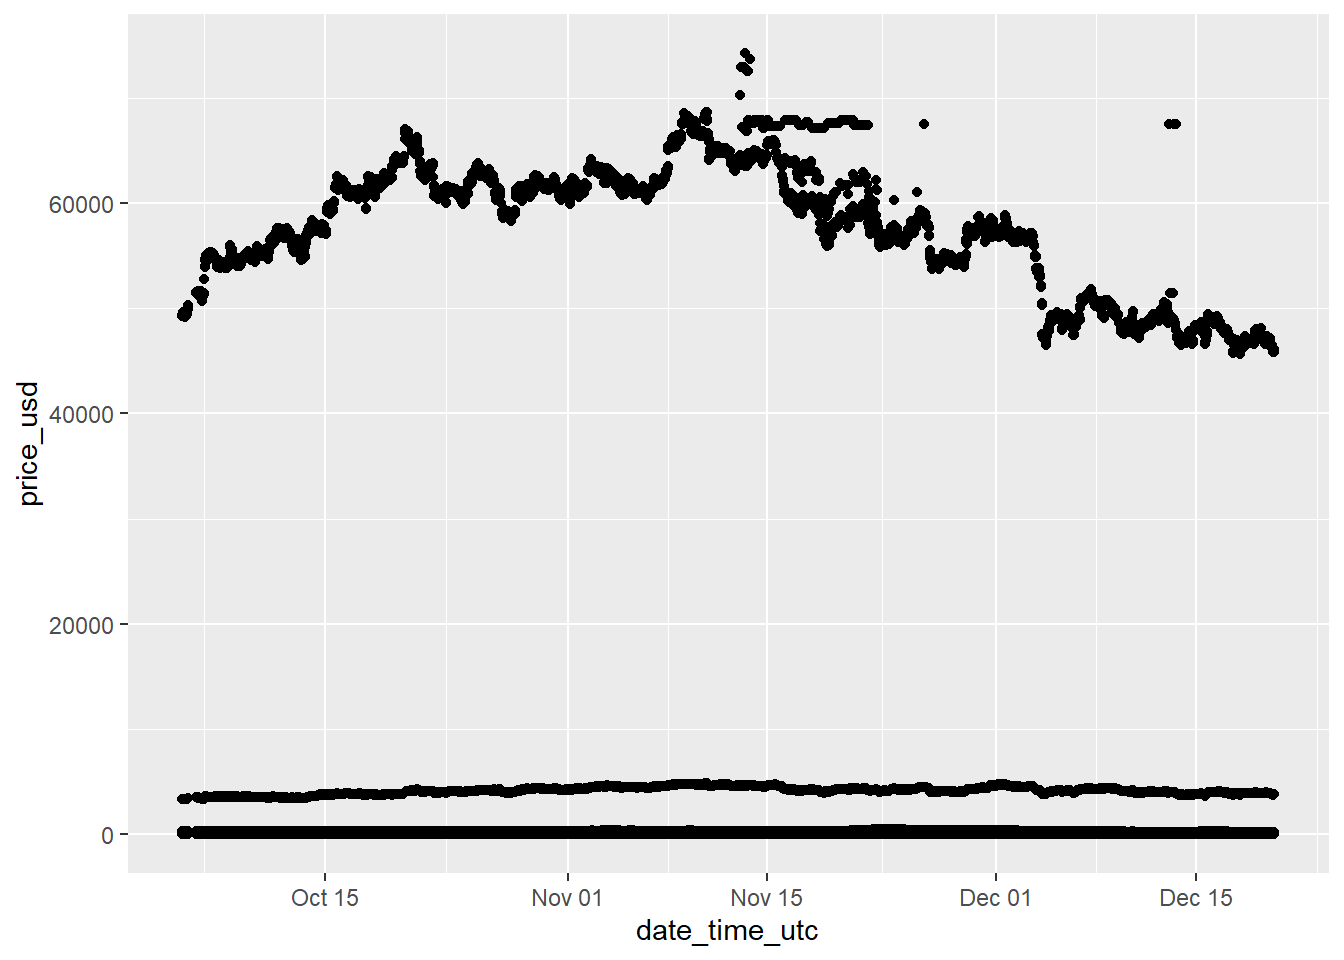 price_usd
60000
40000
20000
0
Oct 15
Nov 01
Nov 15
Dec 01
Dec 15
date_time_utc